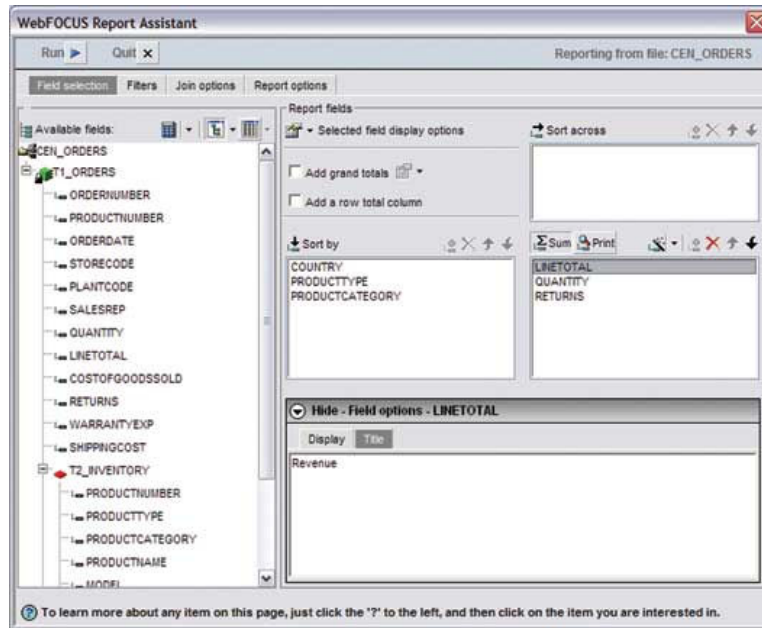 WebFOCUS Report Assistant
Run Quit x Reporting from file: CEN_ORDERS
Field selection Filters Join options Report options
Available fields:
CEN_ORDERS
T1_ORDERS
ORDERNUMBER
PRODUCTNUMBER
ORDERDATE
STORECODE
PLANTCODE
SALESREP
QUANTITY
LINETOTAL
COSTOFGOODSSOLD
RETURNS
WARRANTYEXP
SHIPPINGCOST
T2_INVENTORY
PRODUCTNUMBER
PRODUCTTYPE
PRODUCTCATEGORY
PRODUCTNAME
MODEL
Report fields
Selected field display options
Add grand totals
Add a row total column
Sort across
Sort by
COUNTRY
PRODUCTTYPE
PRODUCTCATEGORY
Sum Print
LINETOTAL
QUANTITY
RETURNS
Hide - Field options - LINETOTAL
Display Title
Revenue
? To learn more about any item on this page, just click the '?' to the left, and then click on the item you are interested in.